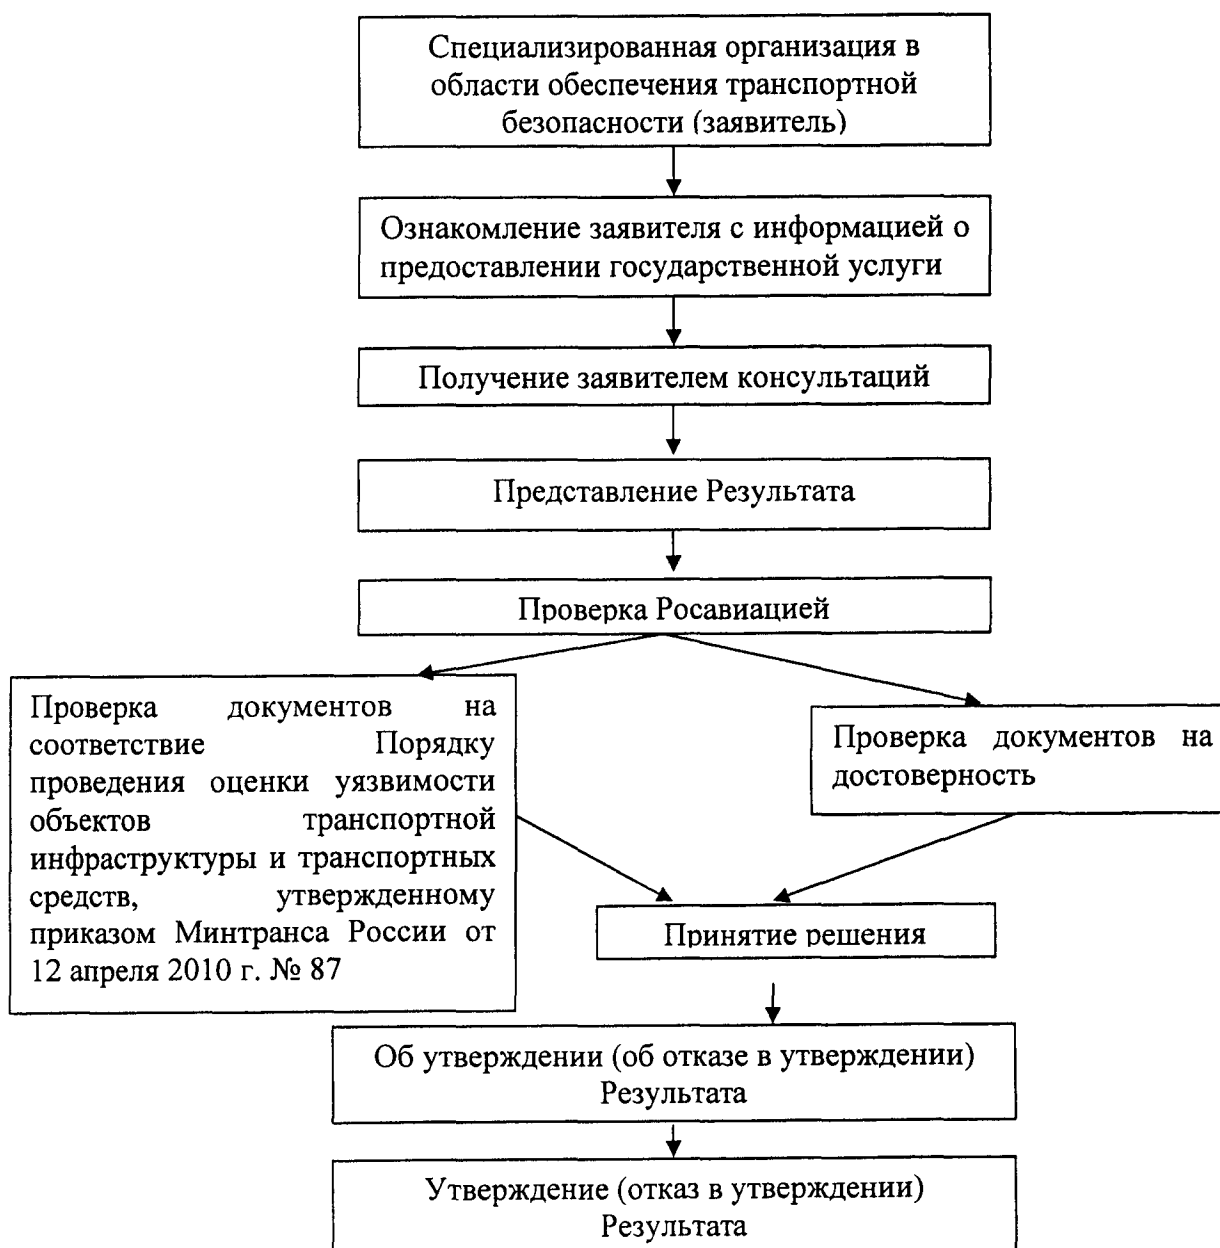 Специализированная организация в
области обеспечения транспортной
безопасности (заявитель)
Ознакомление заявителя с информацией о
предоставлении государственной услуги
Получение заявителем консультаций
Представление Результата
Проверка Росавиацией
Проверка документов на
соответствие Порядку
проведения оценки уязвимости
объектов транспортной
инфраструктуры и транспортных
средств, утвержденному
приказом Минтранса России от
12 апреля 2010 г. № 87
Проверка документов на
достоверность
Принятие решения
Об утверждении (об отказе в утверждении)
Результата
Утверждение (отказ в утверждении)
Результата